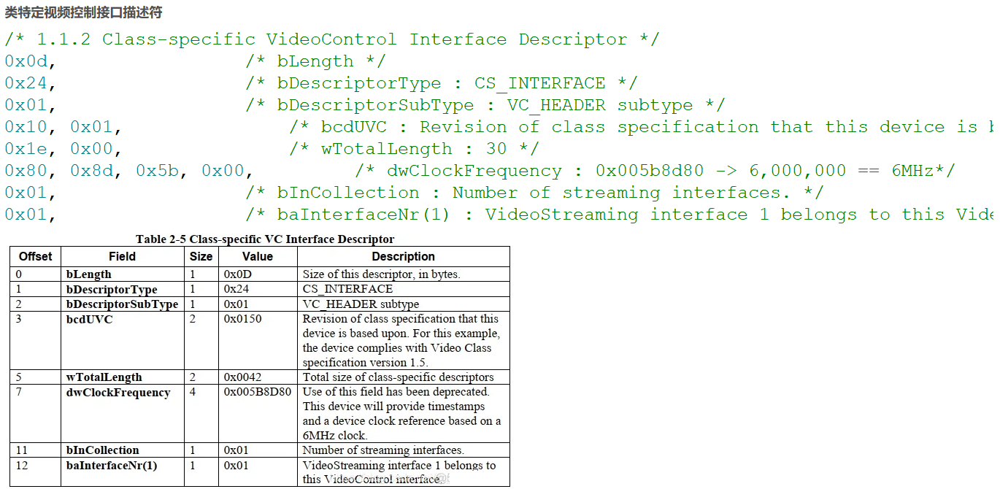 类特定视频控制接口描述符
/* 1.1.2 Class-specific VideoControl Interface Descriptor */
0x0d, /* bLength */
0x24, /* bDescriptorType : CS_INTERFACE */
0x01, /* bDescriptorSubType : VC_HEADER subtype */
0x10, 0x01, /* bcdUVC : Revision of class specification that this device is
0x1e, 0x00, /* wTotalLength : 30 */
0x80, 0x8d, 0x5b, 0x00, /* dwClockFrequency : 0x005b8d80 -> 6,000,000 == 6MHz*/
0x01, /* bInCollection : Number of streaming interfaces. */
0x01, /* baInterfaceNr(1) : VideoStreaming interface 1 belongs to this
Table 2-5 Class-specific VC Interface Descriptor
Offset Field Size Value Description
0 bLength 1 0x0D Size of this descriptor, in bytes.
1 bDescriptorType 1 0x24 CS_INTERFACE
2 bDescriptorSubType 1 0x01 VC_HEADER subtype
3 bcdUVC 2 0x0150 Revision of class specification that this
device is based upon. For this example,
the device complies with Video Class
specification version 1.5.
5 wTotalLength 2 0x0042 Total size of class-specific descriptors
7 dwClockFrequency 4 0x005B8D80 Use of this field has been deprecated.
This device will provide timestamps
and a device clock reference based on a
6MHz clock.
11 bInCollection 1 0x01 Number of streaming interfaces.
12 baInterfaceNr(1) 1 0x01 VideoStreaming interface 1 belongs to
this VideoControl interface.